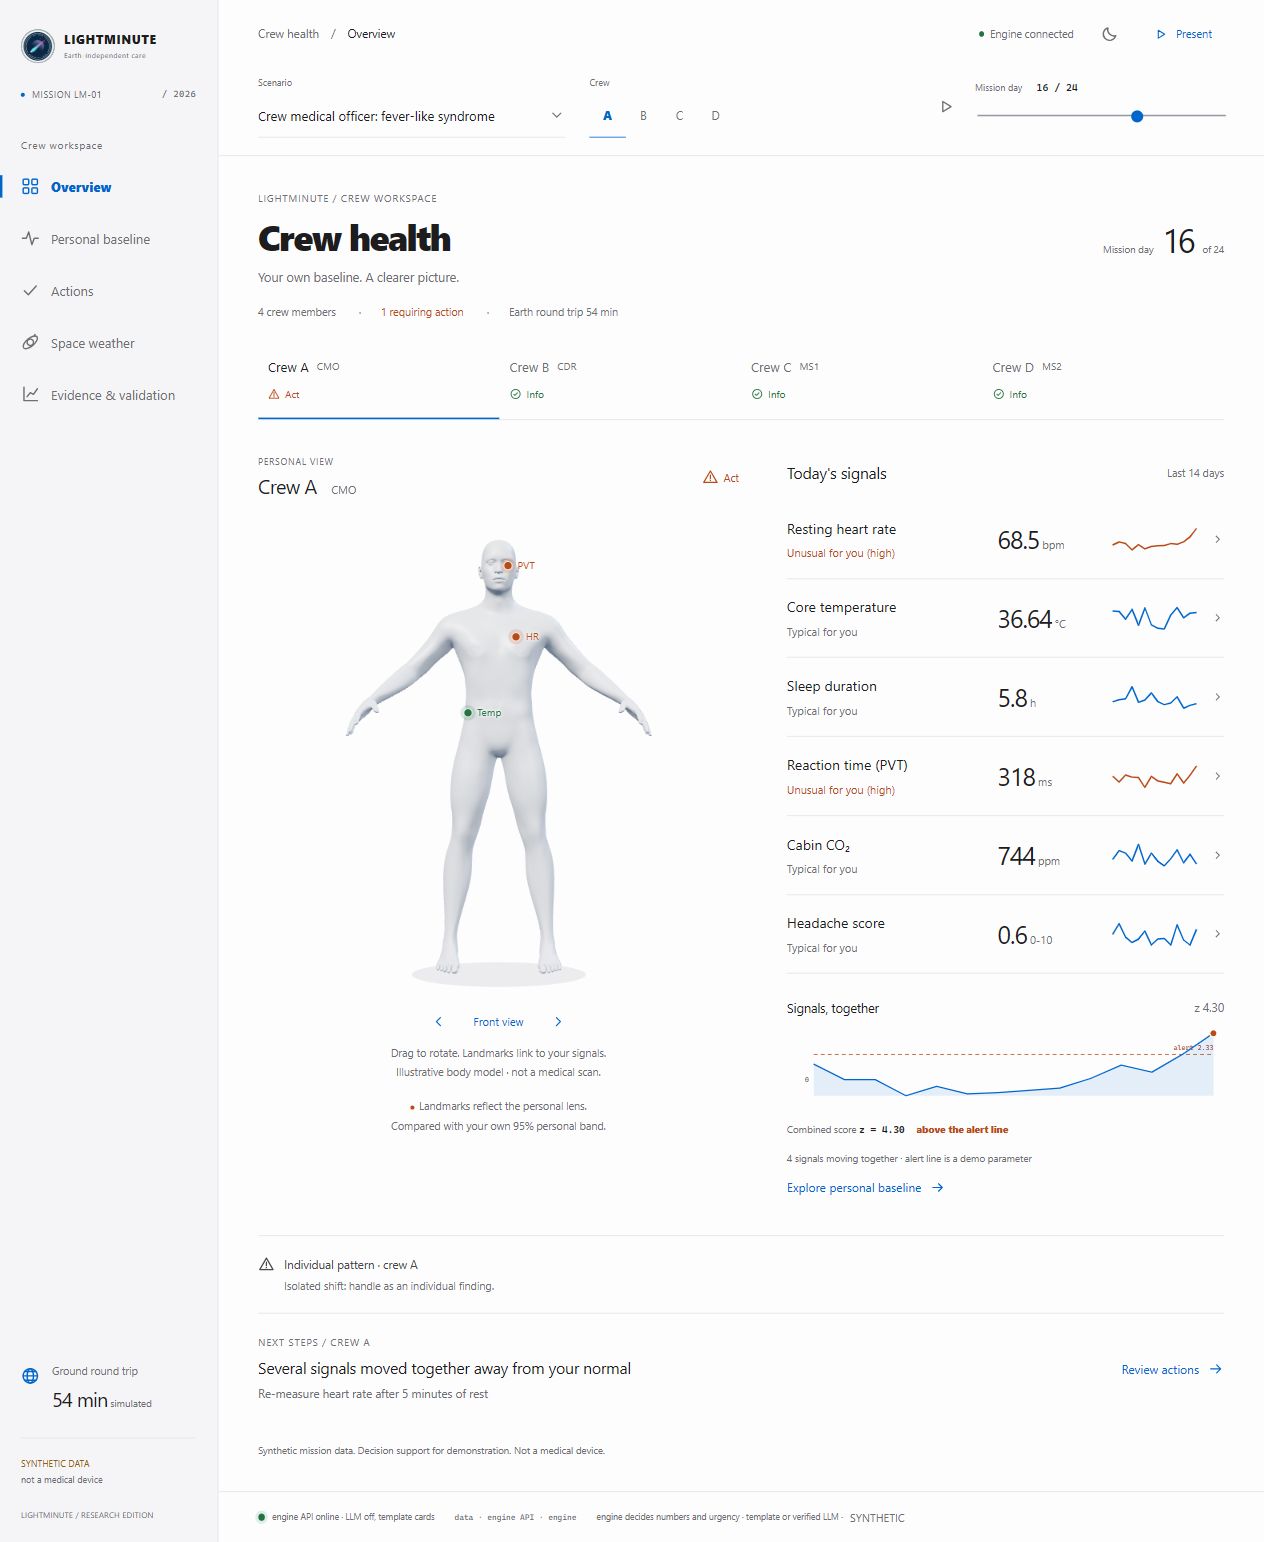 LIGHTMINUTE
Earth independent care
MISSION LM-01 / 2026
Crew workspace
Overview
Personal baseline
Actions
Space weather
Evidence & validation
Ground round trip
54 min simulated
SYNTHETIC DATA
not a medical device
LIGHTMINUTE / RESEARCH EDITION
Crew health / Overview
Engine connected
Present
Scenario
Crew medical officer: fever-like syndrome
Crew
A B C D
Mission day 16 / 24
LIGHTMINUTE / CREW WORKSPACE
Crew health
Your own baseline. A clearer picture.
Mission day 16 of 24
4 crew members · 1 requiring action · Earth round trip 54 min
Crew A CMO
Act
Crew B CDR
Info
Crew C MS1
Info
Crew D MS2
Info
PERSONAL VIEW
Crew A CMO
Act
PVT
HR
Temp
Front view
Drag to rotate. Landmarks link to your signals.
Illustrative body model · not a medical scan.
Landmarks reflect the personal lens.
Compared with your own 95% personal band.
Today's signals
Last 14 days
Resting heart rate
Unusual for you (high)
68.5 bpm
Core temperature
Typical for you
36.64 °C
Sleep duration
Typical for you
5.8 h
Reaction time (PVT)
Unusual for you (high)
318 ms
Cabin CO₂
Typical for you
744 ppm
Headache score
Typical for you
0.6 0-10
Signals, together
z 4.30
alert 2.33
0
Combined score z = 4.30 above the alert line
4 signals moving together · alert line is a demo parameter
Explore personal baseline
Individual pattern · crew A
Isolated shift: handle as an individual finding.
NEXT STEPS / CREW A
Several signals moved together away from your normal
Re-measure heart rate after 5 minutes of rest
Review actions
Synthetic mission data. Decision support for demonstration. Not a medical device.
engine API online · LLM off, template cards data · engine API · engine engine decides numbers and urgency · template or verified LLM · SYNTHETIC